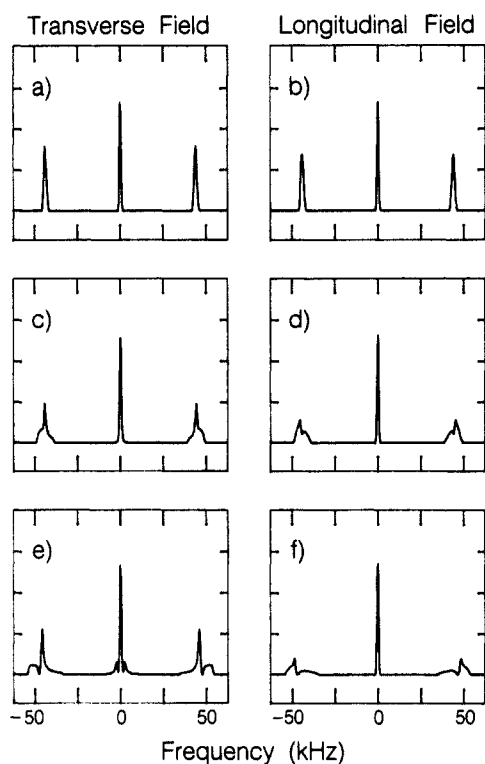 Transverse Field
Longitudinal Field
a)
b)
c)
d)
e)
f)
-50 0 50
-50 0 50
Frequency (kHz)